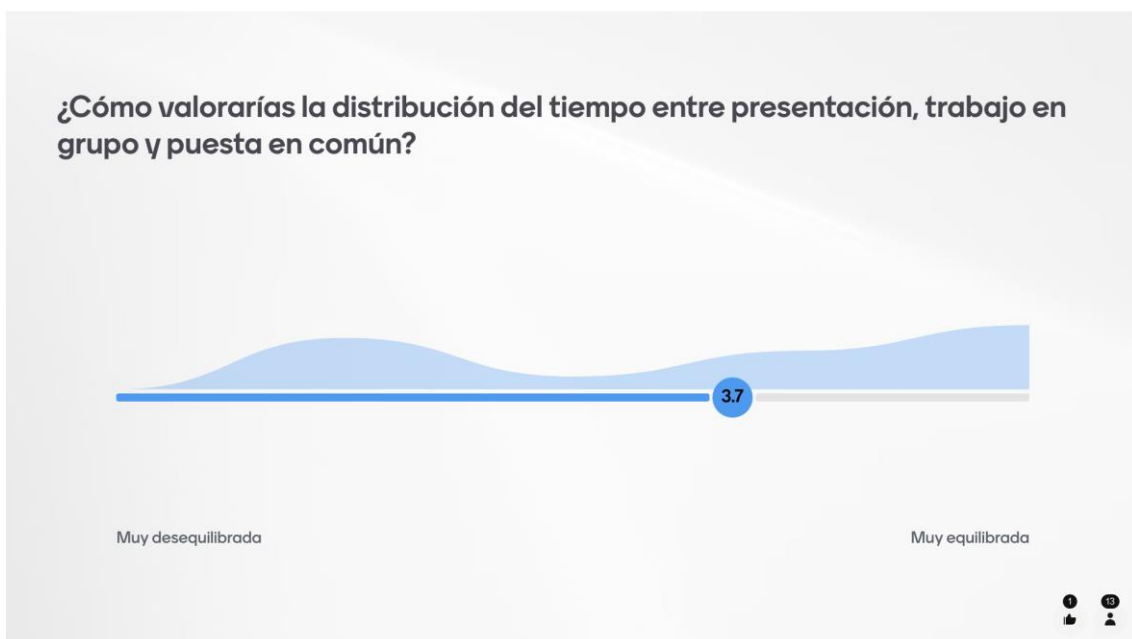 ¿Cómo valorarías la distribución del tiempo entre presentación, trabajo en
grupo y puesta en común?
3.7
Muy desequilibrada
Muy equilibrada
1
13